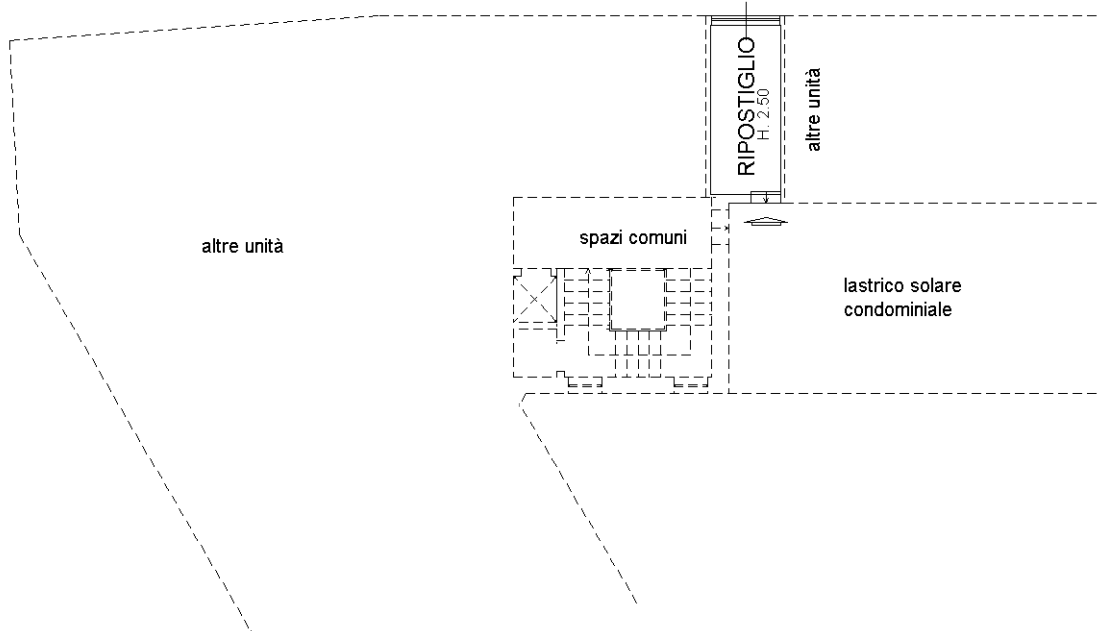 RIPOSTIGLIO
H. 2.50
altre unità
altre unità
spazi comuni
lastrico solare
condominiale